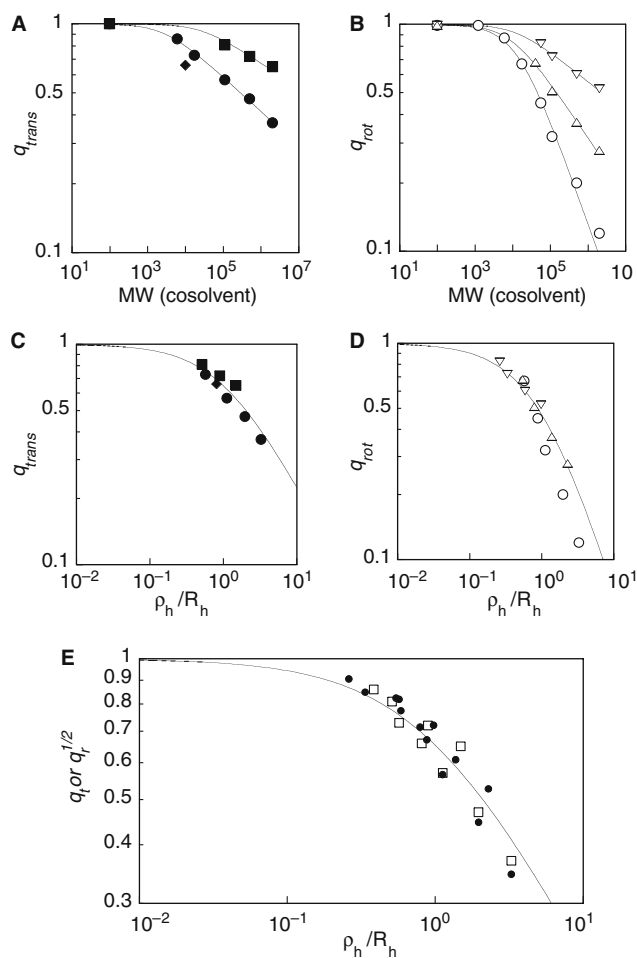 A
B
1
1
q_trans
0.5
q_rot
0.5
0.1
0.1
10^1 10^3 10^5 10^7
10^1 10^3 10^5 10
MW (cosolvent)
MW (cosolvent)
C
D
1
1
q_trans
0.5
q_rot
0.5
0.1
0.1
10^-2 10^-1 10^0 10^1
10^-2 10^-1 10^0 10^1
ρ_h/R_h
ρ_h/R_h
E
1
0.9
0.8
0.7
0.6
0.5
0.4
0.3
q_t or q_r^1/2
10^-2 10^-1 10^0 10^1
ρ_h/R_h